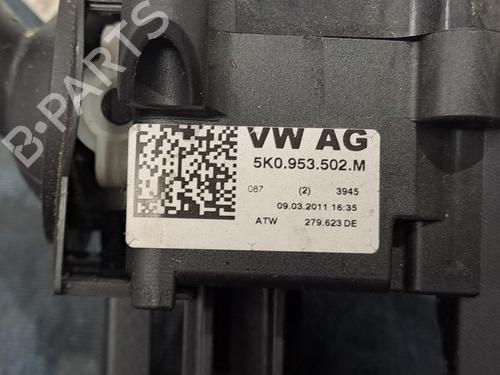 B-PARTS
VW AG
5K0.953.502.M
087 (2) 3945
09.03.2011 16:35
ATW 279.623 DE